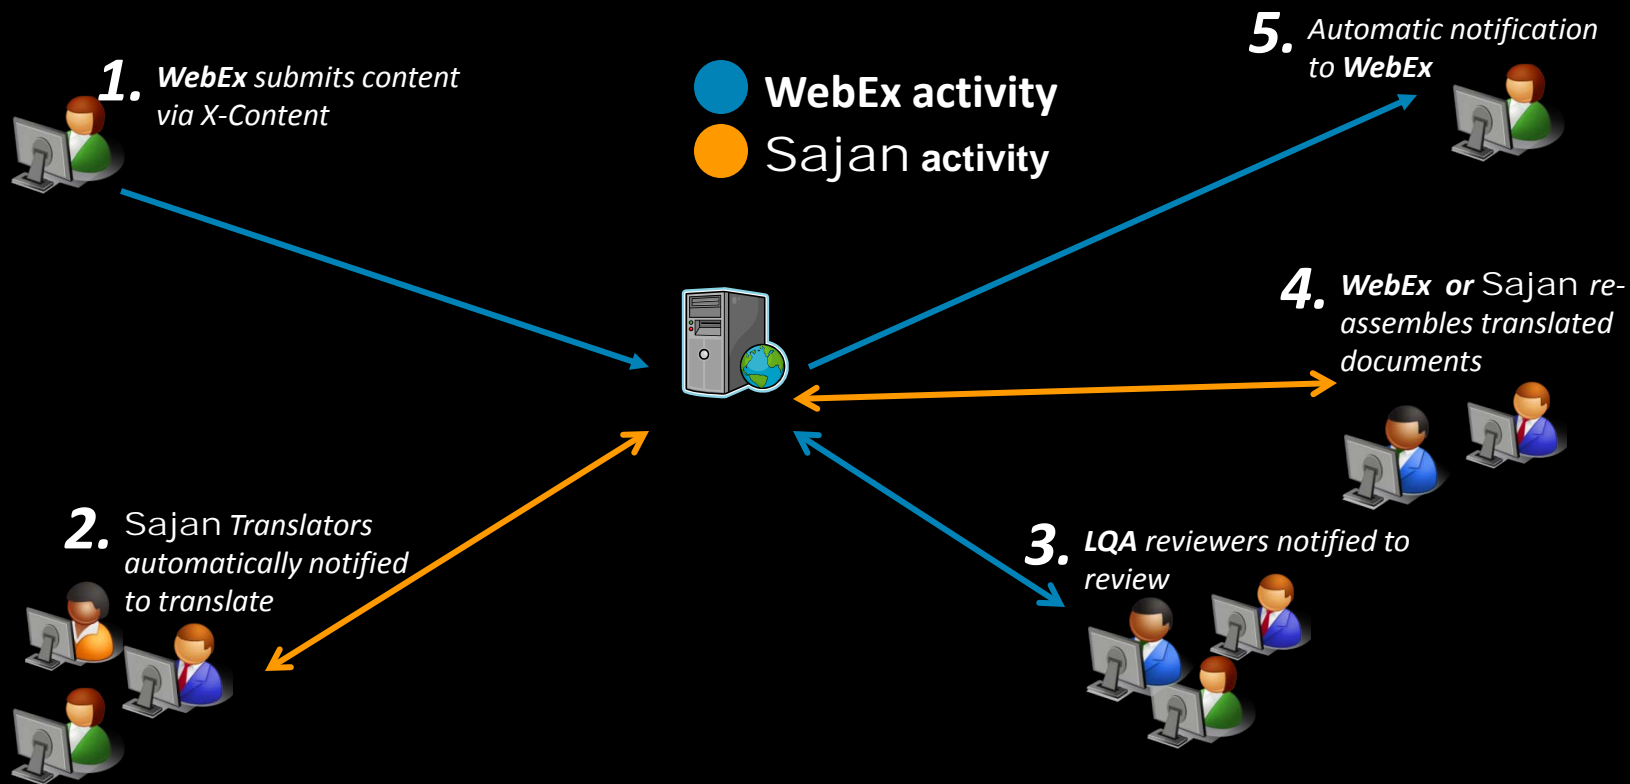 1. WebEx submits content
via X-Content
WebEx activity
Sajan activity
5. Automatic notification
to WebEx
4. WebEx or Sajan re-
assembles translated
documents
2. Sajan Translators
automatically notified
to translate
3. LQA reviewers notified to
review